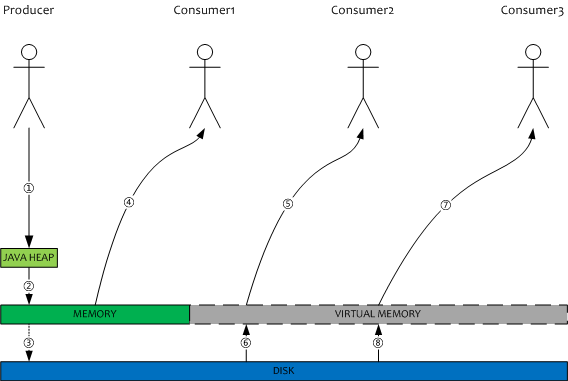 Producer Consumer1 Consumer2 Consumer3
①
④ ⑤ ⑦
JAVA HEAP
②
MEMORY VIRTUAL MEMORY
③ ⑥ ⑧
DISK